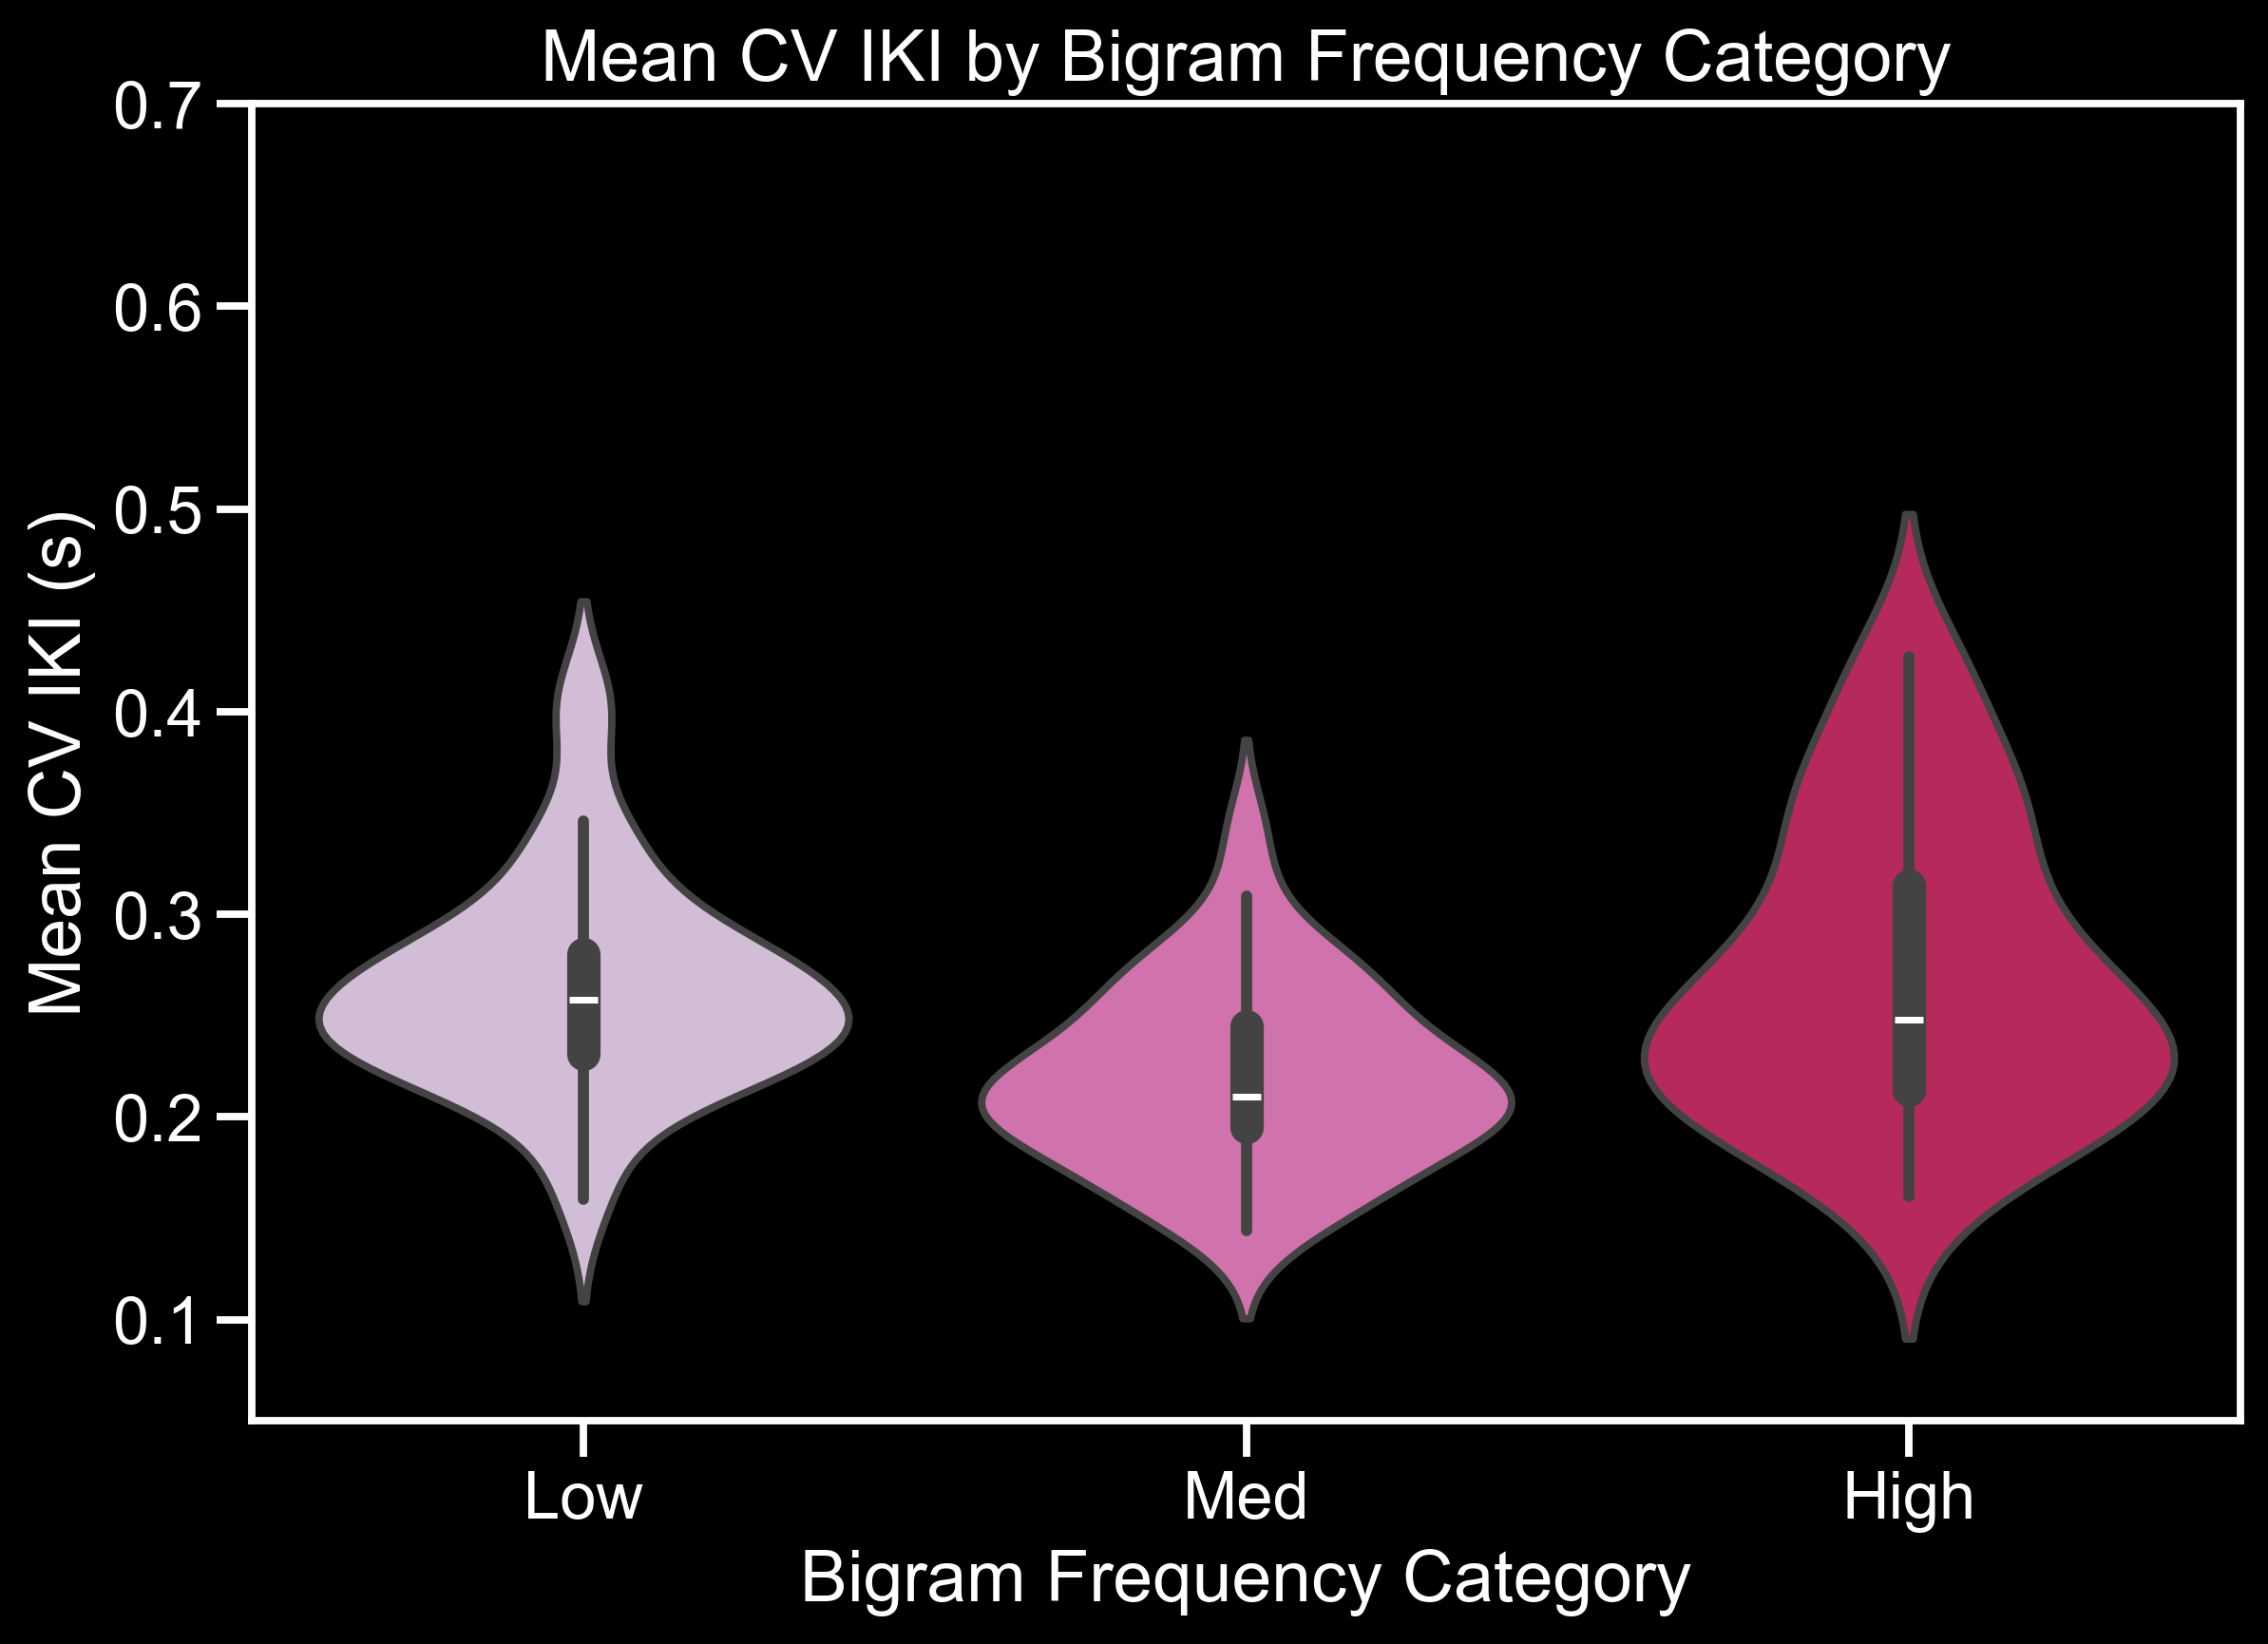 Mean CV IKI by Bigram Frequency Category
0.7
0.6
0.5
0.4
0.3
0.2
0.1
Mean CV IKI (s)
Low
Med
High
Bigram Frequency Category